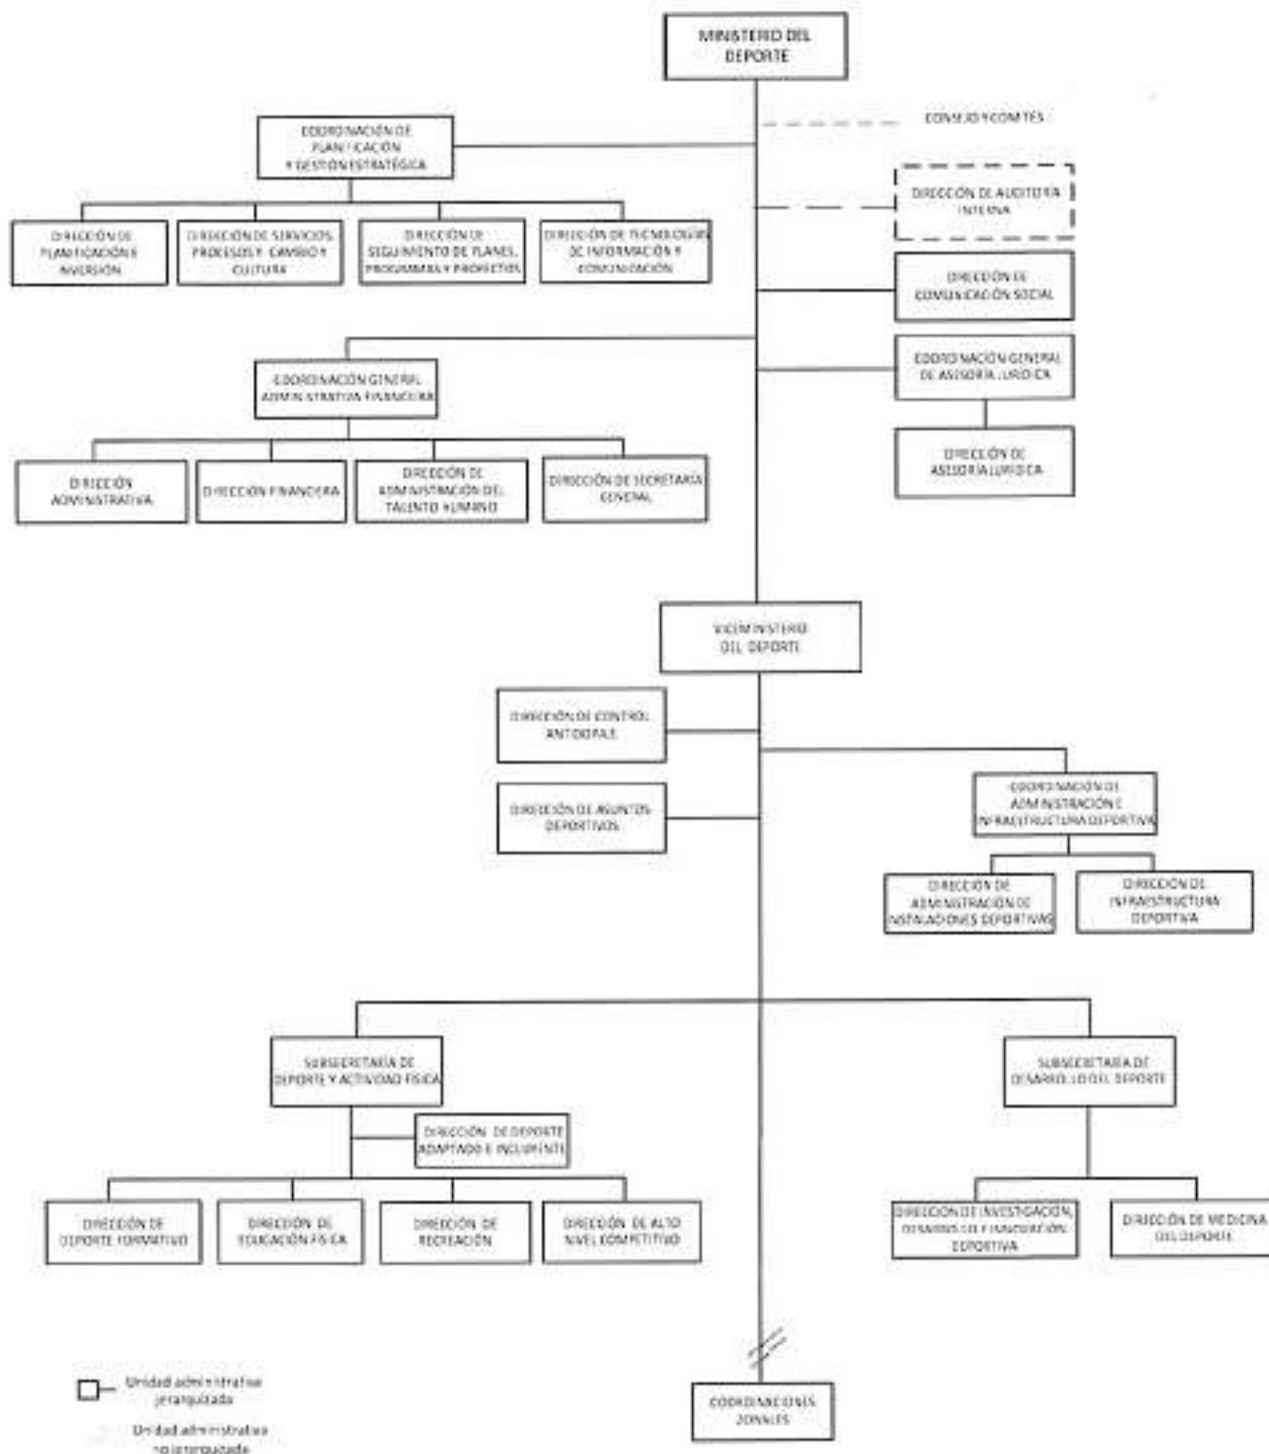 MINISTERIO DEL
DEPORTE
CONSEJO Y COMITÉS
COORDINACIÓN DE
PLANIFICACIÓN
Y GESTIÓN ESTRATÉGICA
DIRECCIÓN DE AUDITORÍA
INTERNA
DIRECCIÓN DE
PLANIFICACIÓN E
INVERSIÓN
DIRECCIÓN DE SERVICIOS,
PROCESOS Y CAMBIO Y
CULTURA
DIRECCIÓN DE
SEGUIMIENTO DE PLANES,
PROGRAMAS Y PROYECTOS
DIRECCIÓN DE TECNOLOGÍAS
DE INFORMACIÓN Y
COMUNICACIÓN
DIRECCIÓN DE
COMUNICACIÓN SOCIAL
COORDINACIÓN GENERAL
DE ASESORÍA JURÍDICA
COORDINACIÓN GENERAL
ADMINISTRATIVA FINANCIERA
DIRECCIÓN DE
ASESORÍA JURÍDICA
DIRECCIÓN
ADMINISTRATIVA
DIRECCIÓN FINANCIERA
DIRECCIÓN DE
ADMINISTRACIÓN DEL
TALENTO HUMANO
DIRECCIÓN DE SECRETARÍA
GENERAL
VICEMINISTERIO
DEL DEPORTE
DIRECCIÓN DE CONTROL
ANTIDOPAJE
DIRECCIÓN DE ASUNTOS
DEPORTIVOS
COORDINACIÓN DE
ADMINISTRACIÓN E
INFRAESTRUCTURA DEPORTIVA
DIRECCIÓN DE
ADMINISTRACIÓN DE
INSTALACIONES DEPORTIVAS
DIRECCIÓN DE
INFRAESTRUCTURA
DEPORTIVA
SUBSECRETARÍA DE
DEPORTE Y ACTIVIDAD FÍSICA
SUBSECRETARÍA DE
DESARROLLO DEL DEPORTE
DIRECCIÓN DE DEPORTE
ADAPTADO E INCLUYENTE
DIRECCIÓN DE
DEPORTE FORMATIVO
DIRECCIÓN DE
EDUCACIÓN FÍSICA
DIRECCIÓN DE
RECREACIÓN
DIRECCIÓN DE ALTO
NIVEL COMPETITIVO
DIRECCIÓN DE INVESTIGACIÓN,
DESARROLLO E INNOVACIÓN
DEPORTIVA
DIRECCIÓN DE MEDICINA
DEL DEPORTE
COORDINACIONES
ZONALES
Unidad administrativa
jerarquizada
Unidad administrativa
no jerarquizada